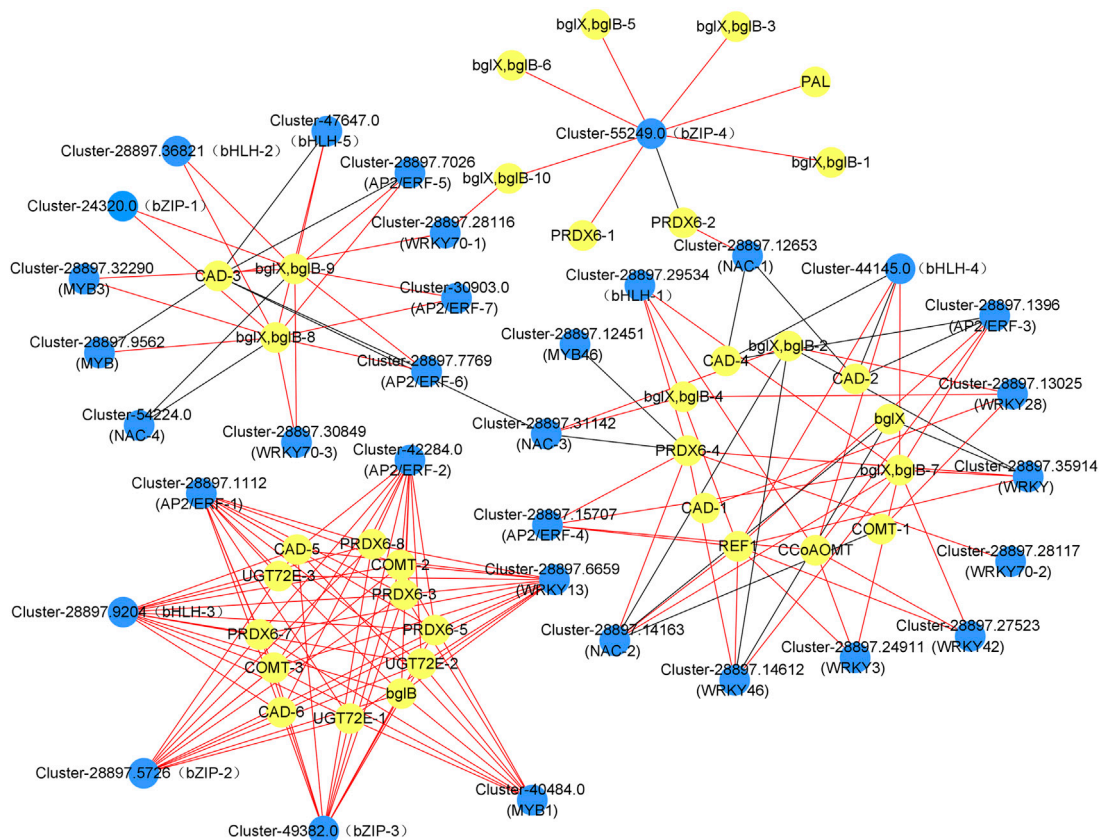 bglX,bglB-5
bglX,bglB-3
bglX,bglB-6
PAL
Cluster-47647.0
（bHLH-5）
Cluster-55249.0（bZIP-4）
Cluster-28897.36821（bHLH-2）
Cluster-28897.7026
(AP2/ERF-5)
bglX,bglB-1
bglX,bglB-10
Cluster-24320.0（bZIP-1）
Cluster-28897.28116
(WRKY70-1)
PRDX6-1
PRDX6-2
Cluster-28897.12653
(NAC-1)
Cluster-28897.32290
(MYB3)
CAD-3
bglX,bglB-9
Cluster-30903.0
(AP2/ERF-7)
Cluster-28897.29534
（bHLH-1）
Cluster-44145.0（bHLH-4）
Cluster-28897.1396
(AP2/ERF-3)
Cluster-28897.9562
(MYB)
bglX,bglB-8
Cluster-28897.7769
(AP2/ERF-6)
Cluster-28897.12451
(MYB46)
CAD-4
bglX,bglB-2
CAD-2
Cluster-28897.13025
(WRKY28)
bglX,bglB-4
Cluster-54224.0
(NAC-4)
Cluster-28897.30849
(WRKY70-3)
Cluster-28897.31142
(NAC-3)
bglX
PRDX6-4
bglX,bglB-7
Cluster-28897.35914
(WRKY)
Cluster-42284.0
(AP2/ERF-2)
Cluster-28897.1112
(AP2/ERF-1)
CAD-1
Cluster-28897.15707
(AP2/ERF-4)
COMT-1
REF1
CCoAOMT
Cluster-28897.28117
(WRKY70-2)
CAD-5
PRDX6-8
COMT-2
UGT72E-3
PRDX6-3
Cluster-28897.6659
(WRKY13)
Cluster-28897.9204（bHLH-3）
PRDX6-7
PRDX6-5
Cluster-28897.14163
(NAC-2)
Cluster-28897.27523
(WRKY42)
Cluster-28897.24911
(WRKY3)
Cluster-28897.14612
(WRKY46)
COMT-3
UGT72E-2
bglB
CAD-6
UGT72E-1
Cluster-28897.5726（bZIP-2）
Cluster-40484.0
(MYB1)
Cluster-49382.0（bZIP-3）